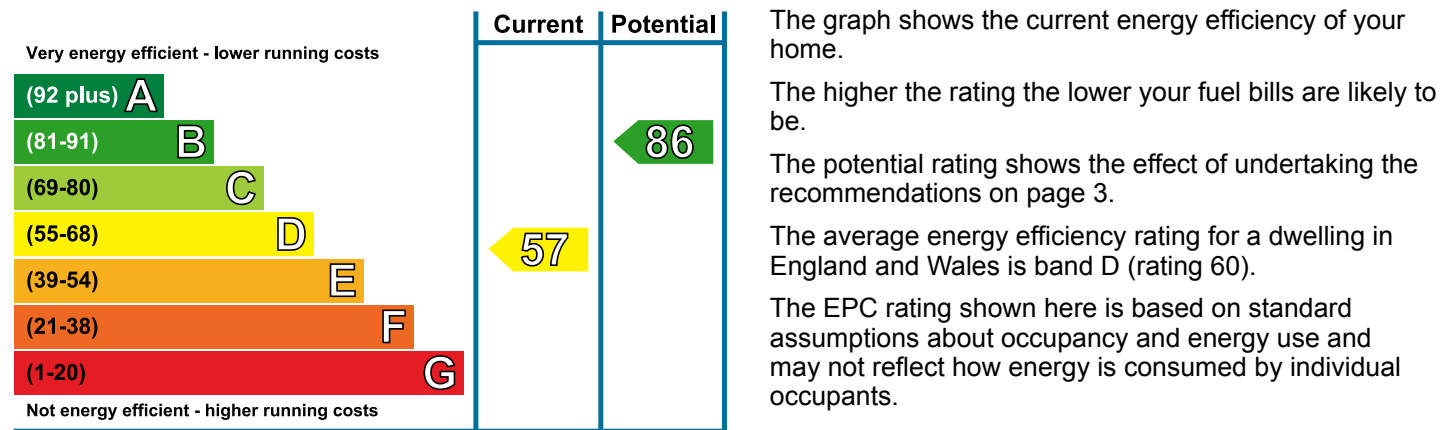 Current Potential
Very energy efficient - lower running costs
(92 plus) A
(81-91) B
86
(69-80) C
(55-68) D
57
(39-54) E
(21-38) F
(1-20) G
Not energy efficient - higher running costs
The graph shows the current energy efficiency of your
home.
The higher the rating the lower your fuel bills are likely to
be.
The potential rating shows the effect of undertaking the
recommendations on page 3.
The average energy efficiency rating for a dwelling in
England and Wales is band D (rating 60).
The EPC rating shown here is based on standard
assumptions about occupancy and energy use and
may not reflect how energy is consumed by individual
occupants.